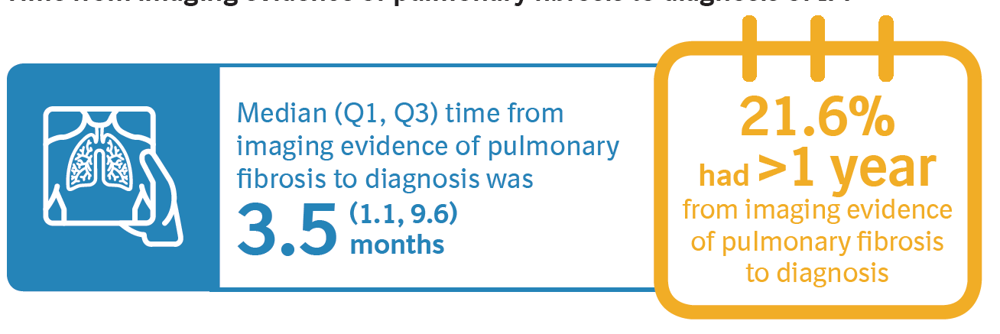 Time from imaging evidence of pulmonary fibrosis to diagnosis of IPF
Median (Q1, Q3) time from
imaging evidence of pulmonary
fibrosis to diagnosis was
3.5 (1.1, 9.6)
months
21.6%
had >1 year
from imaging evidence
of pulmonary fibrosis
to diagnosis